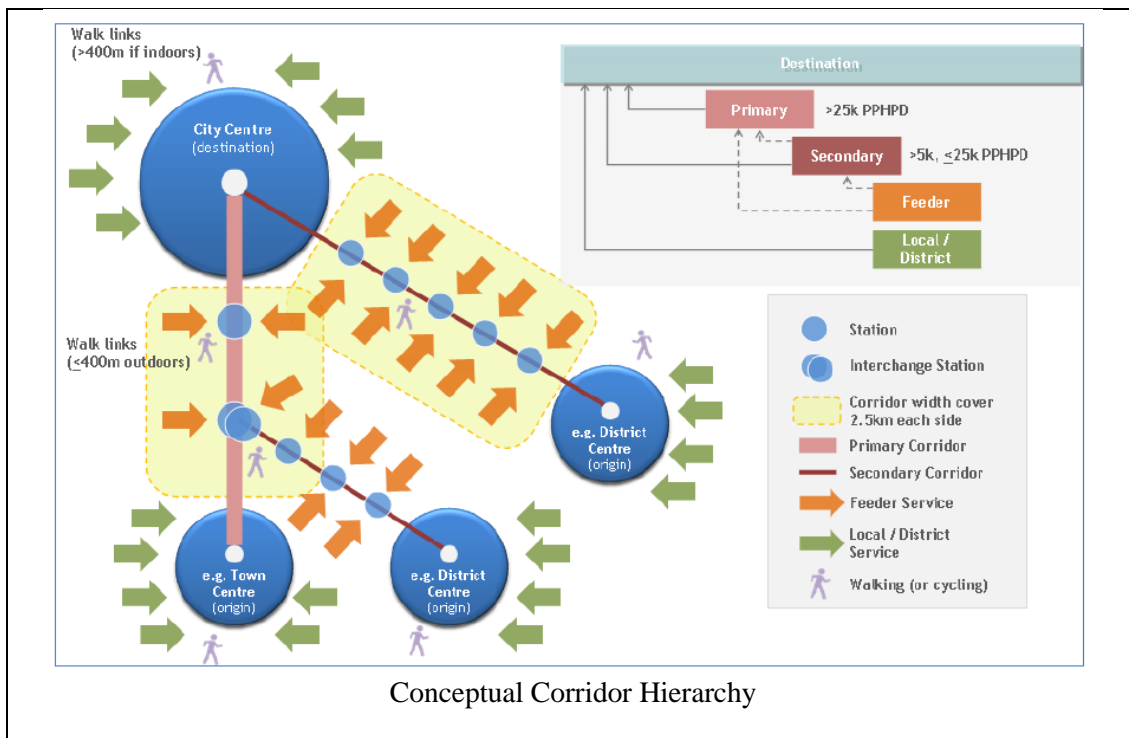 Walk links
(>400m if indoors)
City Centre
(destination)
Walk links
(≤400m outdoors)
e.g. Town
Centre
(origin)
e.g. District
Centre
(origin)
e.g. District
Centre
(origin)
Destination
Primary
>25k PPHPD
Secondary
>5k, ≤25k PPHPD
Feeder
Local /
District
Station
Interchange Station
Corridor width cover
2.5km each side
Primary Corridor
Secondary Corridor
Feeder Service
Local / District
Service
Walking (or cycling)
Conceptual Corridor Hierarchy